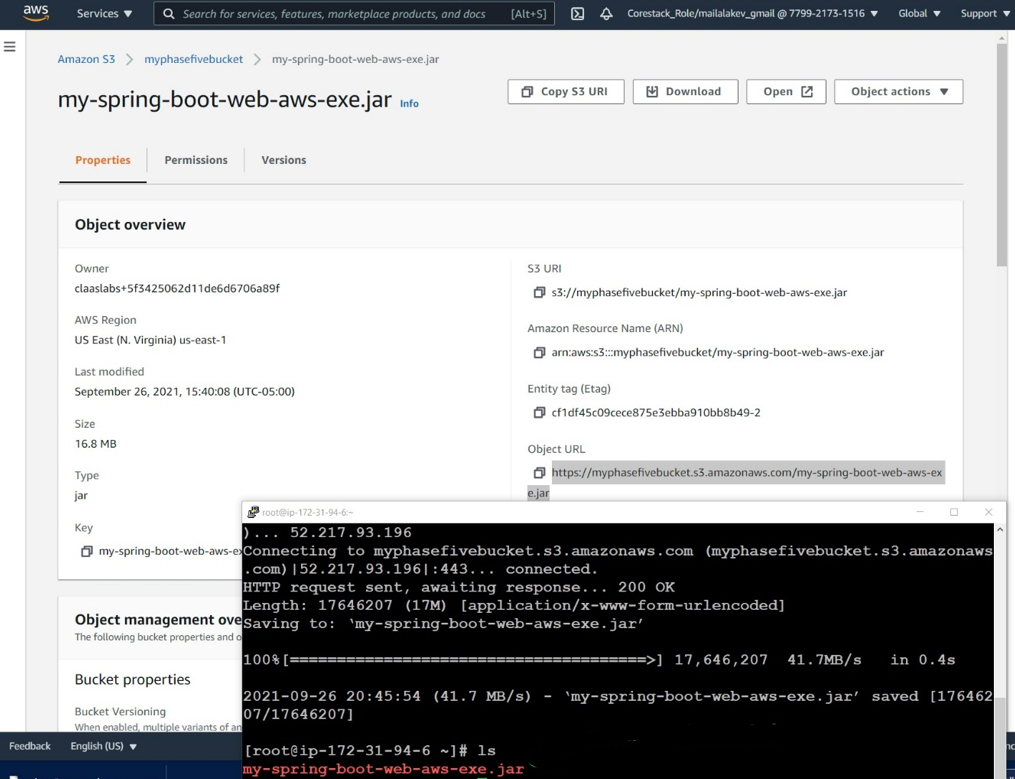 aws
Services ▼
Search for services, features, marketplace products, and docs [Alt+S]
Corestack_Role/mailalakev_gmail @ 7799-2173-1516 ▼
Global ▼
Support ▼
Amazon S3 > myphasefivebucket > my-spring-boot-web-aws-exe.jar
my-spring-boot-web-aws-exe.jar Info
Copy S3 URI
Download
Open
Object actions ▼
Properties
Permissions
Versions
Object overview
Owner
claaslabs+5f3425062d11de6d6706a89f
AWS Region
US East (N. Virginia) us-east-1
Last modified
September 26, 2021, 15:40:08 (UTC-05:00)
Size
16.8 MB
Type
jar
Key
my-spring-boot-web-aws-ex
S3 URI
s3://myphasefivebucket/my-spring-boot-web-aws-exe.jar
Amazon Resource Name (ARN)
arn:aws:s3:::myphasefivebucket/my-spring-boot-web-aws-exe.jar
Entity tag (Etag)
cf1df45c09cece875e3ebba910bb8b49-2
Object URL
https://myphasefivebucket.s3.amazonaws.com/my-spring-boot-web-aws-ex
e.jar
Object management ove
The following bucket properties and o
Bucket properties
Bucket Versioning
When enabled, multiple variants of an
Feedback
English (US) ▼
root@ip-172-31-94-6:~
)... 52.217.93.196
Connecting to myphasefivebucket.s3.amazonaws.com (myphasefivebucket.s3.amazonaws
.com)|52.217.93.196|:443... connected.
HTTP request sent, awaiting response... 200 OK
Length: 17646207 (17M) [application/x-www-form-urlencoded]
Saving to: ‘my-spring-boot-web-aws-exe.jar’
100%[======================================>] 17,646,207 41.7MB/s in 0.4s
2021-09-26 20:45:54 (41.7 MB/s) - ‘my-spring-boot-web-aws-exe.jar’ saved [176462
07/17646207]
[root@ip-172-31-94-6 ~]# ls
my-spring-boot-web-aws-exe.jar